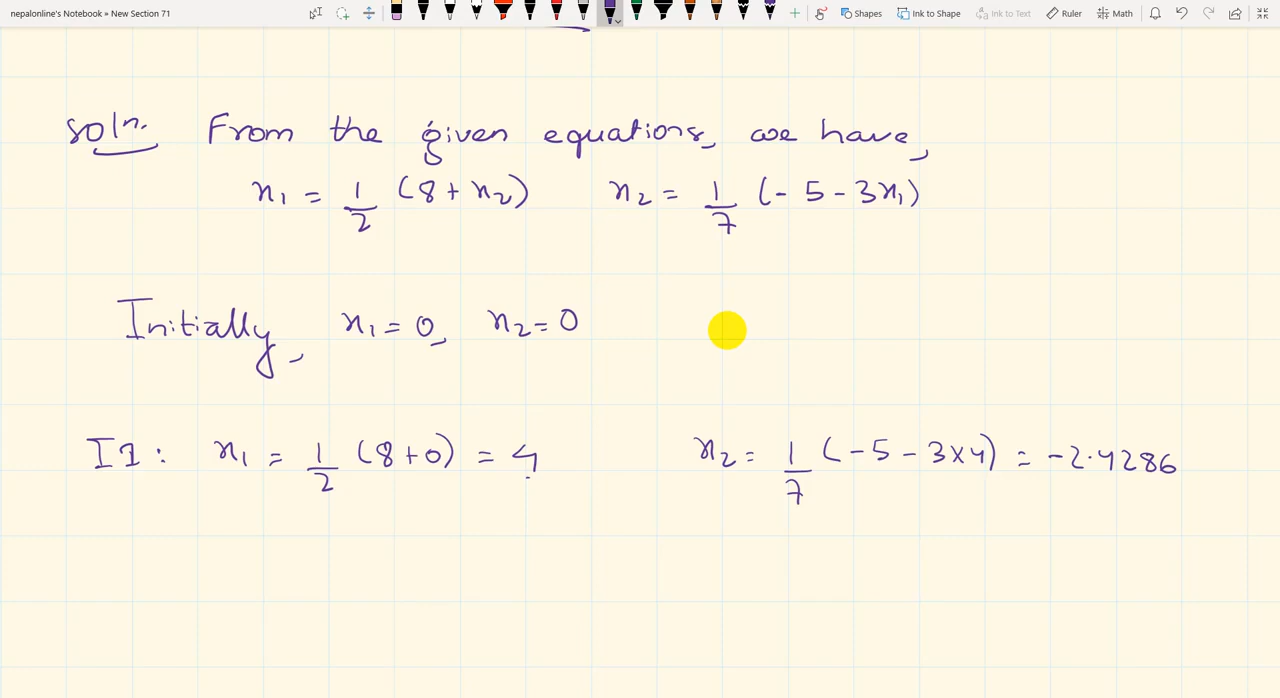 nepalonline's Notebook » New Section 71
Shapes Ink to Shape Ink to Text Ruler Math
Soln. From the given equations, we have,
x₁ = 1/2 (8 + x₂) x₂ = 1/7 (- 5 - 3x₁)
Initially, x₁ = 0, x₂ = 0
I1: x₁ = 1/2 (8 + 0) = 4 x₂ = 1/7 (- 5 - 3×4) = -2.4286